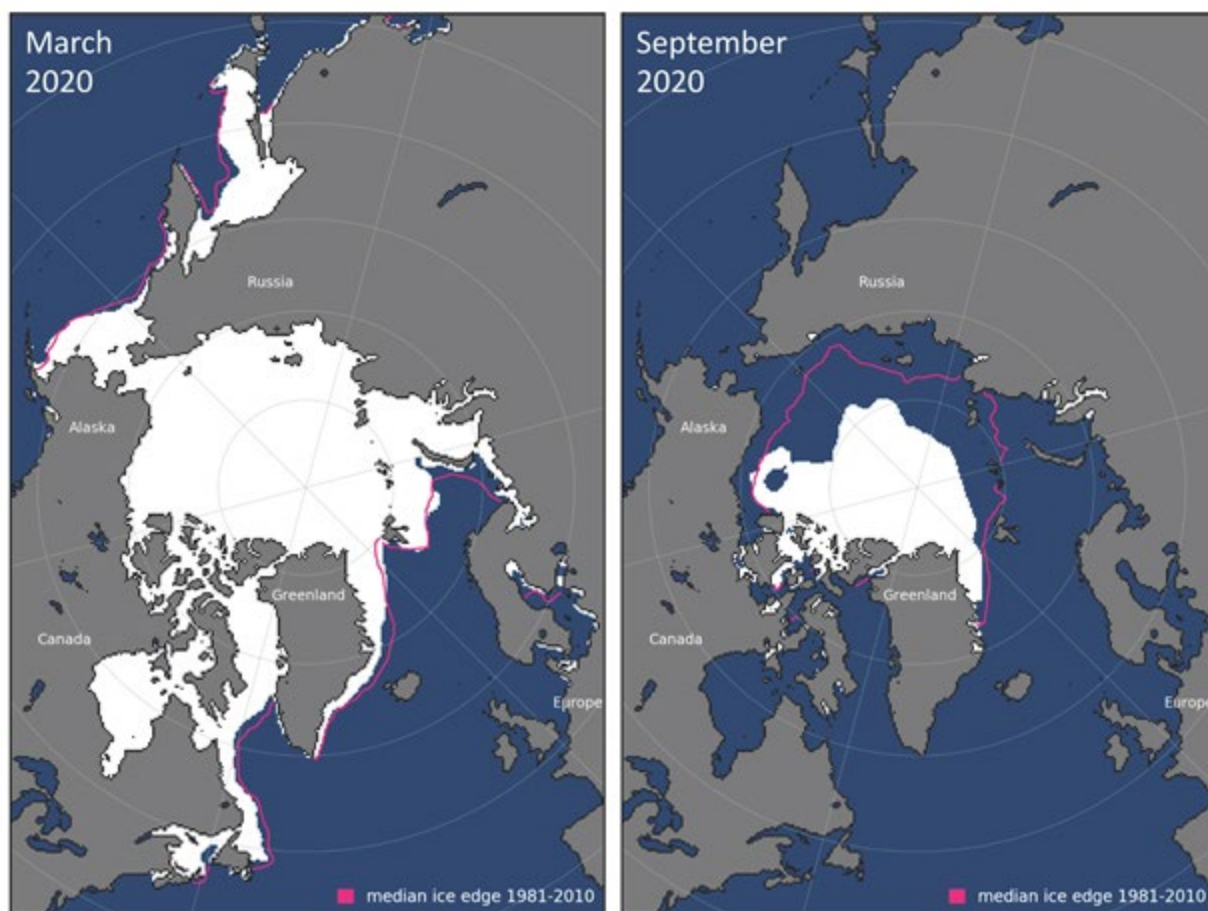 March
2020
Russia
Alaska
Greenland
Canada
Europe
median ice edge 1981-2010
September
2020
Russia
Alaska
Greenland
Canada
Europe
median ice edge 1981-2010